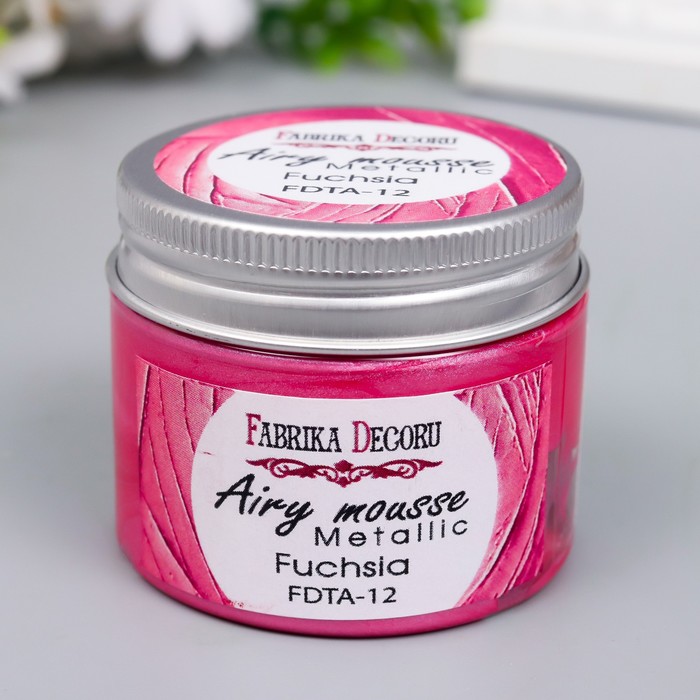 FABRIKA DECORU
Airy mousse
Metallic
Fuchsia
FDTA-12
FABRIKA DECORU
Airy mousse
Metallic
Fuchsia
FDTA-12